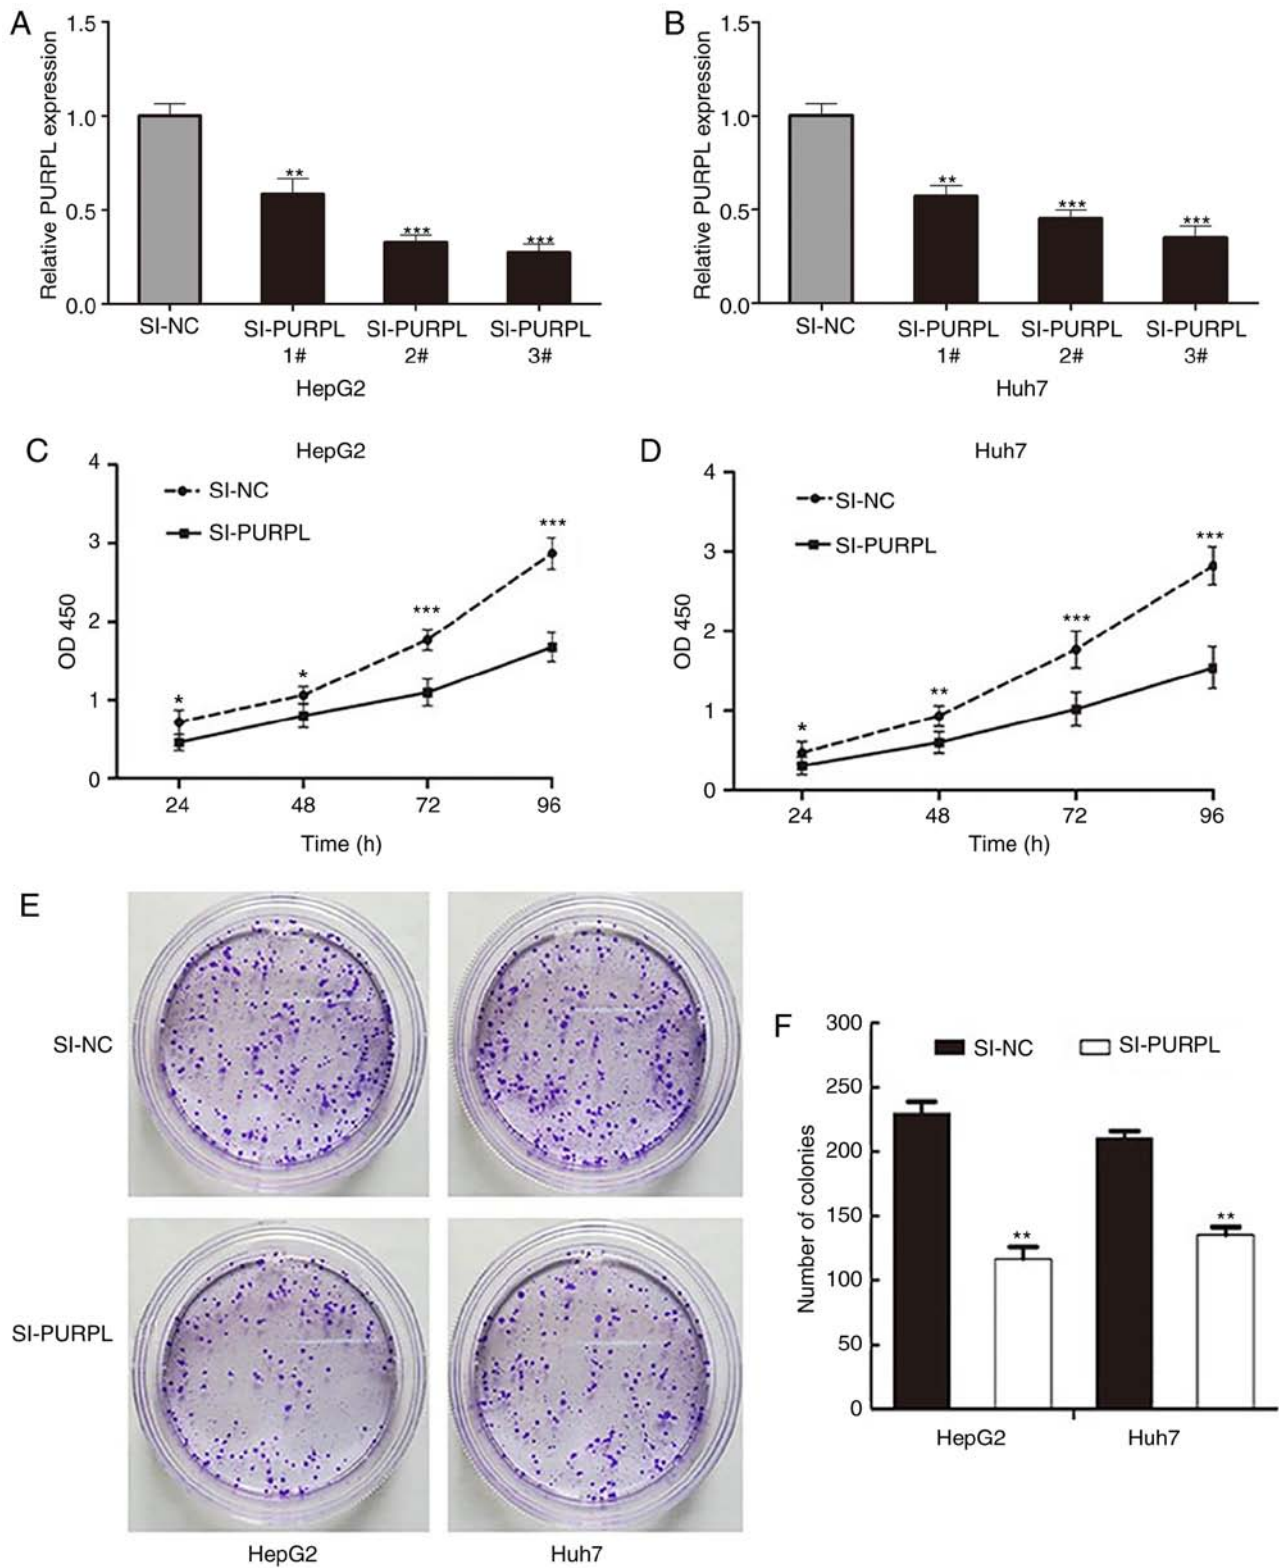 A
B
Relative PURPL expression
1.5
1.0
0.5
0.0
**
***
***
SI-NC
SI-PURPL
1#
SI-PURPL
2#
SI-PURPL
3#
HepG2
Relative PURPL expression
1.5
1.0
0.5
0.0
**
***
***
SI-NC
SI-PURPL
1#
SI-PURPL
2#
SI-PURPL
3#
Huh7
C
HepG2
OD 450
4
3
2
1
0
SI-NC
SI-PURPL
*
*
***
***
24
48
72
96
Time (h)
D
Huh7
OD 450
4
3
2
1
0
SI-NC
SI-PURPL
*
**
***
***
24
48
72
96
Time (h)
E
SI-NC
SI-PURPL
HepG2
Huh7
F
Number of colonies
300
250
200
150
100
50
0
SI-NC
SI-PURPL
**
**
HepG2
Huh7